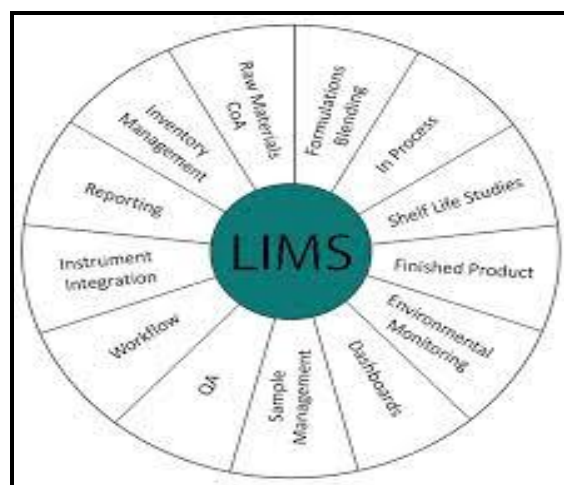 LIMS
Formulations
Blending
In Process
Shelf Life Studies
Finished Product
Environmental
Monitoring
Dashboards
Sample
Management
QA
Workflow
Instrument
Integration
Reporting
Inventory
Management
Raw Materials
CoA